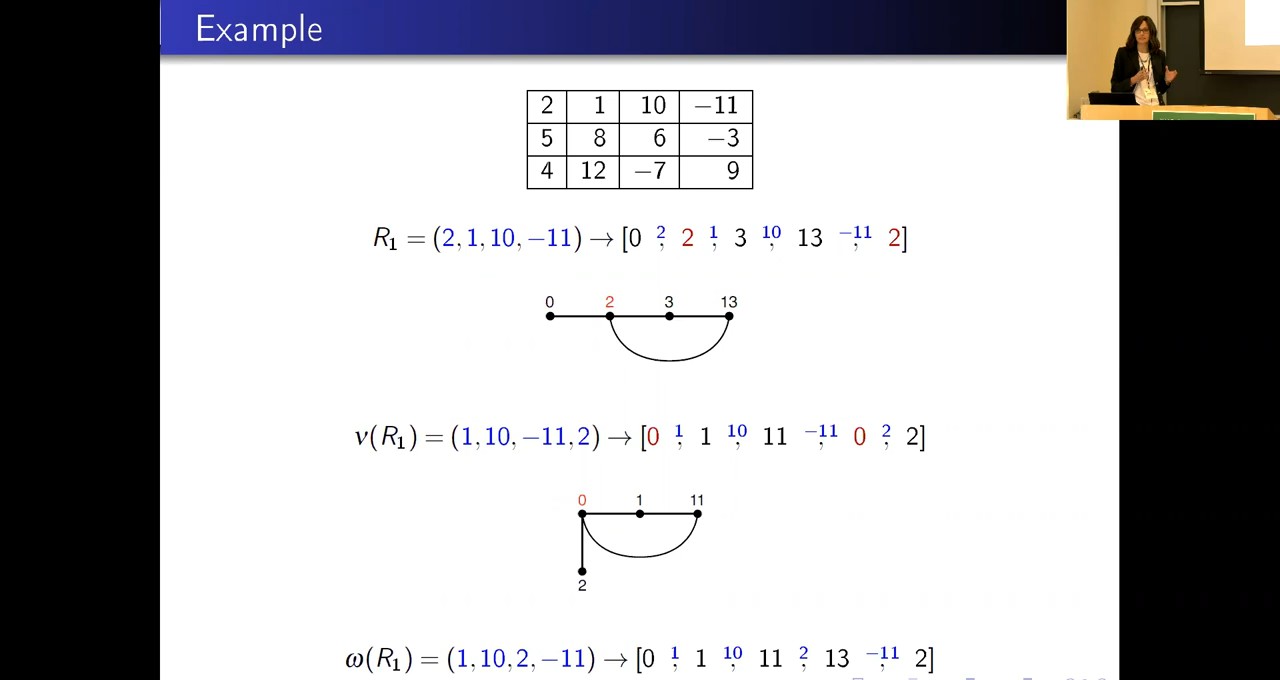 Example
2 1 10 −11
5 8 6 −3
4 12 −7 9
R₁ = (2, 1, 10, −11) → [0 ²; 2 ¹; 3 ¹⁰; 13 ⁻¹¹; 2]
0 2 3 13
ν(R₁) = (1, 10, −11, 2) → [0 ¹; 1 ¹⁰; 11 ⁻¹¹; 0 ²; 2]
0 1 11
2
ω(R₁) = (1, 10, 2, −11) → [0 ¹; 1 ¹⁰; 11 ²; 13 ⁻¹¹; 2]